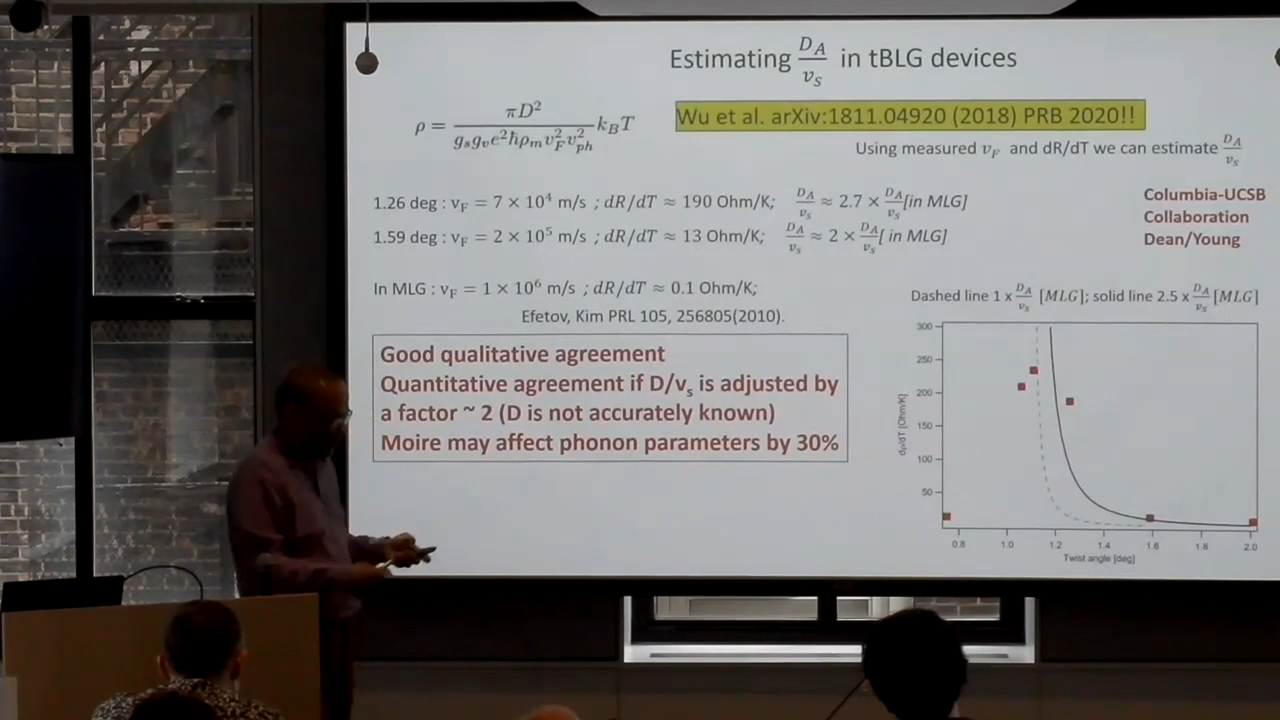 Estimating D_A/v_S in tBLG devices
ρ = πD²/(g_s g_v e² ħ ρ_m v_F² v_ph²) k_B T
Wu et al. arXiv:1811.04920 (2018) PRB 2020!!
Using measured v_F and dR/dT we can estimate D_A/v_s
1.26 deg : v_F = 7 × 10⁴ m/s ; dR/dT ≈ 190 Ohm/K; D_A/v_s ≈ 2.7 × D_A/v_s [in MLG]
1.59 deg : v_F = 2 × 10⁵ m/s ; dR/dT ≈ 13 Ohm/K; D_A/v_s ≈ 2 × D_A/v_s [ in MLG]
Columbia-UCSB
Collaboration
Dean/Young
In MLG : v_F = 1 × 10⁶ m/s ; dR/dT ≈ 0.1 Ohm/K;
Efetov, Kim PRL 105, 256805(2010).
Good qualitative agreement
Quantitative agreement if D/v_s is adjusted by
a factor ~ 2 (D is not accurately known)
Moire may affect phonon parameters by 30%
Dashed line 1 x D_A/v_s [MLG]; solid line 2.5 x D_A/v_s [MLG]
300
250
200
150
100
50
dρ/dT [Ohm/K]
0.8 1.0 1.2 1.4 1.6 1.8 2.0
Twist angle [deg]